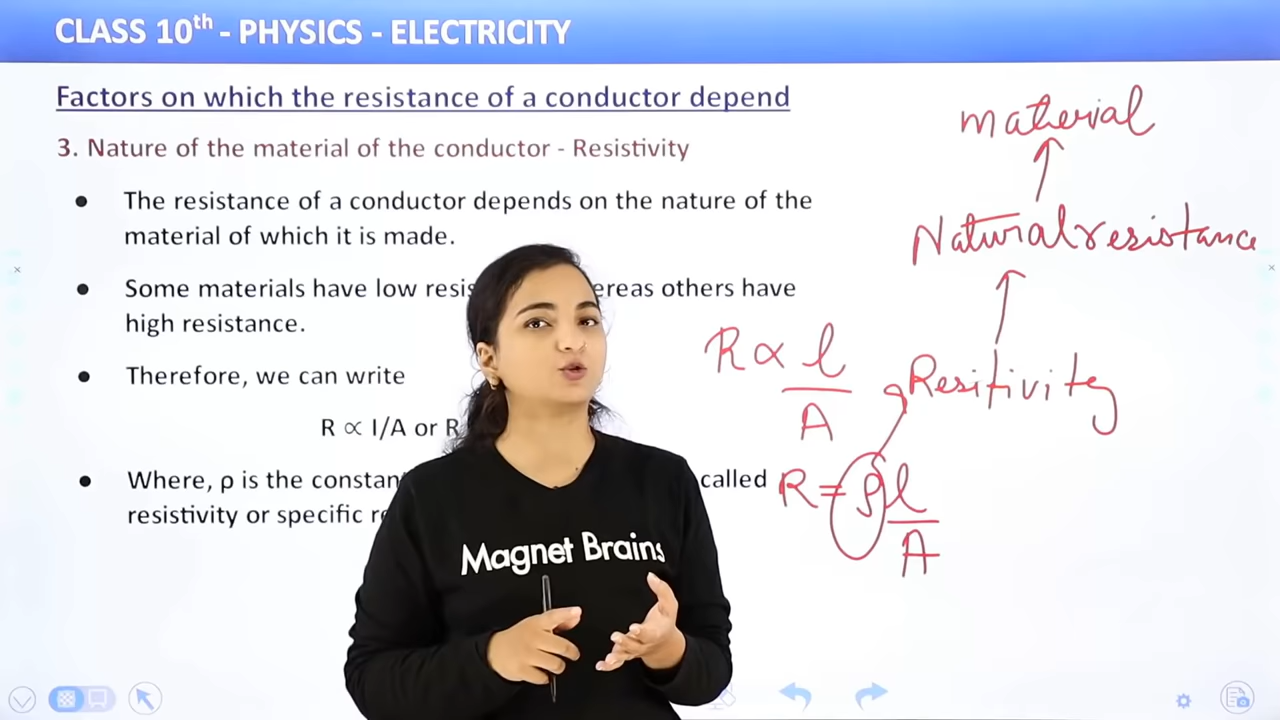 CLASS 10th - PHYSICS - ELECTRICITY
Factors on which the resistance of a conductor depend
3. Nature of the material of the conductor - Resistivity
● The resistance of a conductor depends on the nature of the
material of which it is made.
● Some materials have low resis ereas others have
high resistance.
● Therefore, we can write
R ∝ l/A or R
● Where, ρ is the constan called
resistivity or specific re
material
Natural resistance
Resitivity
R ∝ l
A
R = ρ l
A
Magnet Brains